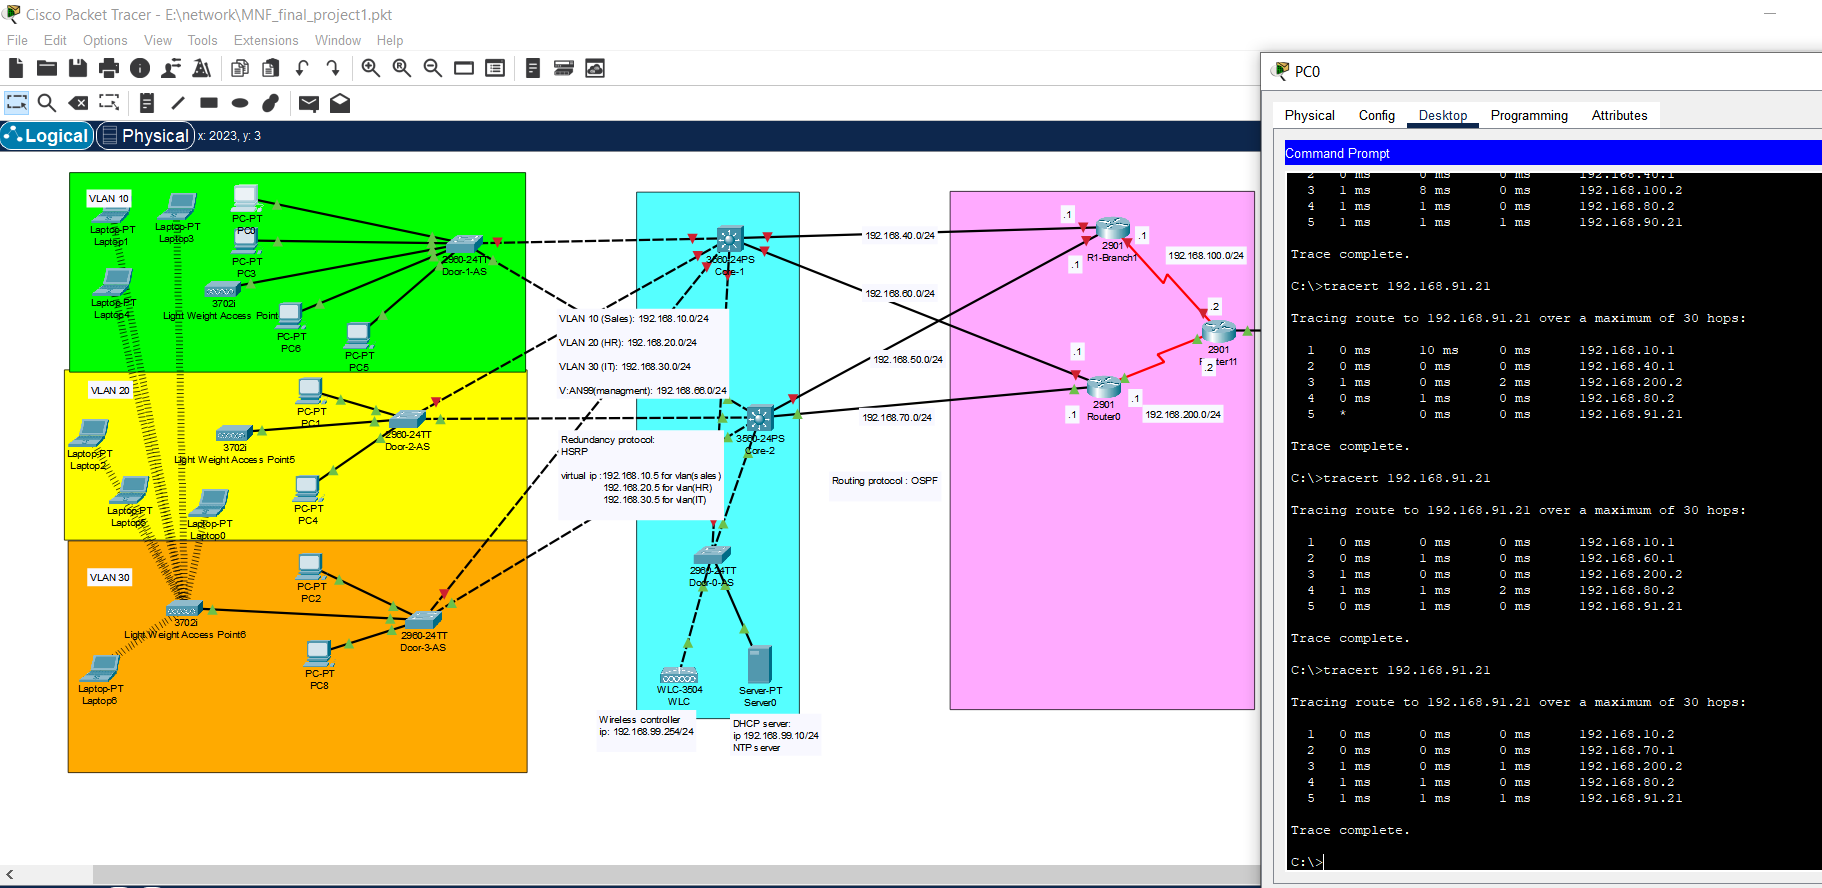 Cisco Packet Tracer - E:\network\MNF_final_project1.pkt
File Edit Options View Tools Extensions Window Help
Logical Physical x: 2023, y: 3
VLAN 10
Laptop-PT
Laptop1
Laptop-PT
Laptop3
PC-PT
PC0
PC-PT
PC3
2960-24TT
Door-1-AS
Laptop-PT
Laptop4
3702i
Light Weight Access Point
PC-PT
PC6
PC-PT
PC5
VLAN 20
PC-PT
PC1
2960-24TT
Door-2-AS
Laptop-PT
Laptop2
3702i
Light Weight Access Point5
Laptop-PT
Laptop-PT
Laptop0
PC-PT
PC4
VLAN 30
PC-PT
PC2
3702i
Light Weight Access Point6
2960-24TT
Door-3-AS
PC-PT
PC8
Laptop-PT
Laptop6
3560-24PS
Core-1
VLAN 10 (Sales): 192.168.10.0/24
VLAN 20 (HR): 192.168.20.0/24
VLAN 30 (IT): 192.168.30.0/24
V:AN99(managment): 192.168.66.0/24
3560-24PS
Core-2
Redundancy protocol:
HSRP
virtual ip :192.168.10.5 for vlan(sales)
192.168.20.5 for vlan(HR)
192.168.30.5 for vlan(IT)
2960-24TT
Door-0-AS
WLC-3504
WLC
Server-PT
Server0
Wireless controller
ip: 192.168.99.254/24
DHCP server:
ip 192.168.99.10/24
NTP server
192.168.40.0/24
192.168.60.0/24
192.168.50.0/24
192.168.70.0/24
Routing protocol : OSPF
.1
2901
R1-Branch1
.1
.1
192.168.100.0/24
.2
2901
Router11
.2
.1
2901
Router0
.1
.1
192.168.200.0/24
PC0
Physical Config Desktop Programming Attributes
Command Prompt
2 0 ms 0 ms 0 ms 192.168.40.1
3 1 ms 8 ms 0 ms 192.168.100.2
4 1 ms 1 ms 0 ms 192.168.80.2
5 1 ms 1 ms 1 ms 192.168.90.21
Trace complete.
C:\>tracert 192.168.91.21
Tracing route to 192.168.91.21 over a maximum of 30 hops:
1 0 ms 10 ms 0 ms 192.168.10.1
2 0 ms 0 ms 0 ms 192.168.40.1
3 1 ms 0 ms 2 ms 192.168.200.2
4 0 ms 1 ms 0 ms 192.168.80.2
5 * 0 ms 0 ms 192.168.91.21
Trace complete.
C:\>tracert 192.168.91.21
Tracing route to 192.168.91.21 over a maximum of 30 hops:
1 0 ms 0 ms 0 ms 192.168.10.1
2 0 ms 1 ms 0 ms 192.168.60.1
3 1 ms 0 ms 0 ms 192.168.200.2
4 1 ms 1 ms 2 ms 192.168.80.2
5 0 ms 1 ms 0 ms 192.168.91.21
Trace complete.
C:\>tracert 192.168.91.21
Tracing route to 192.168.91.21 over a maximum of 30 hops:
1 0 ms 0 ms 0 ms 192.168.10.2
2 0 ms 0 ms 0 ms 192.168.70.1
3 1 ms 0 ms 1 ms 192.168.200.2
4 1 ms 1 ms 0 ms 192.168.80.2
5 1 ms 1 ms 1 ms 192.168.91.21
Trace complete.
C:\>